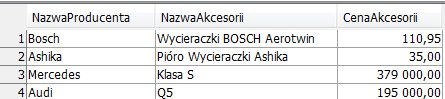 NazwaProducenta NazwaAkcesorii CenaAkcesorii
1 Bosch Wycieraczki BOSCH Aerotwin 110,95
2 Ashika Pióro Wycieraczki Ashika 35,00
3 Mercedes Klasa S 379 000,00
4 Audi Q5 195 000,00